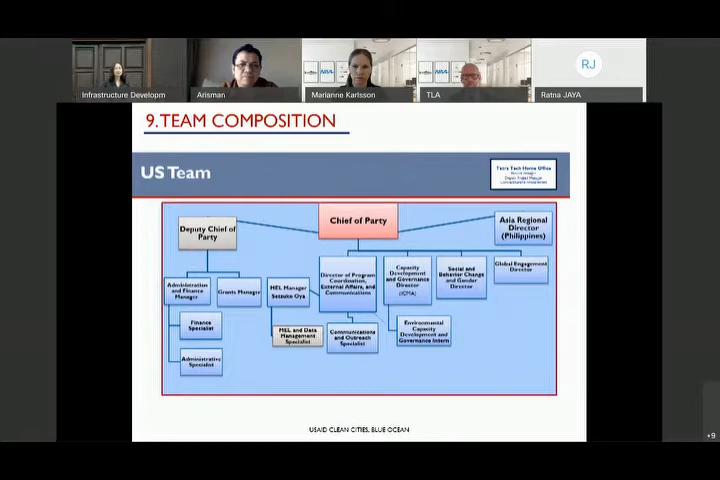 Infrastructure Developm
Arisman
NBA
Marianne Karlsson
NBA
TLA
RJ
Ratna JAYA
9.TEAM COMPOSITION
US Team
Tetra Tech Home Office
Chief of Party
Deputy Chief of
Party
Asia Regional
Director
(Philippines)
Administration
and Finance
Manager
Grants Manager
MEL Manager
Setsuko Oya
Director of Program
Coordination,
External Affairs, and
Communications
Capacity
Development
and Governance
Director
(ICMA)
Social and
Behavior Change
and Gender
Director
Global Engagement
Director
Finance
Specialist
MEL and Data
Management
Specialist
Communications
and Outreach
Specialist
Environmental
Capacity
Development and
Governance Intern
Administrative
Specialist
USAID CLEAN CITIES, BLUE OCEAN
+9